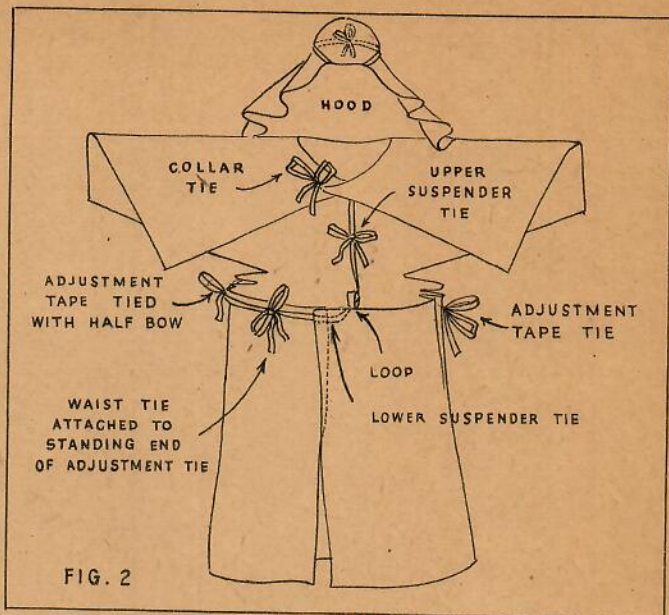 HOOD
COLLAR
TIE
UPPER
SUSPENDER
TIE
ADJUSTMENT
TAPE TIED
WITH HALF BOW
ADJUSTMENT
TAPE TIE
LOOP
WAIST TIE
ATTACHED TO
STANDING END
OF ADJUSTMENT TIE
LOWER SUSPENDER TIE
FIG. 2